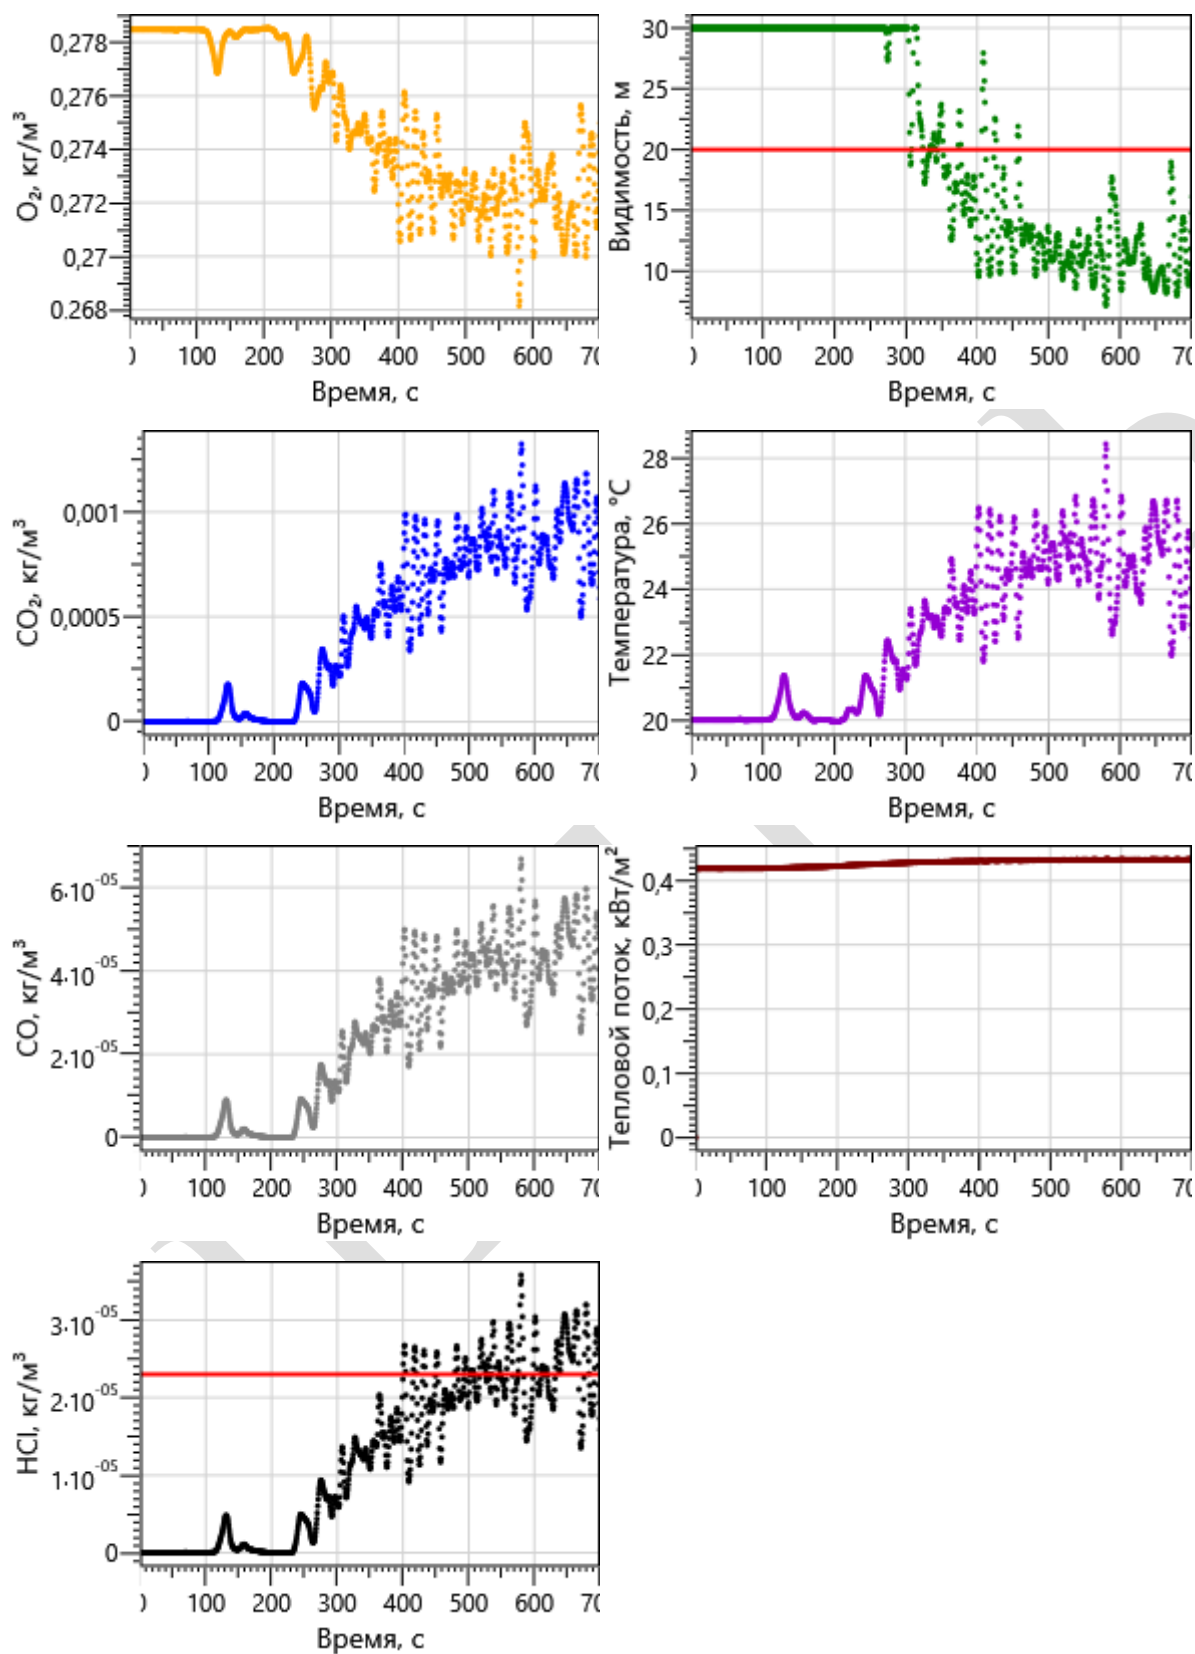 0,278
0,276
0,274
0,272
0,27
0,268
O₂, кг/м³
100 200 300 400 500 600
Время, с
30
25
20
15
10
Видимость, м
100 200 300 400 500 600
Время, с
0,001
0,0005
0
CO₂, кг/м³
100 200 300 400 500 600
Время, с
28
26
24
22
20
Температура, °C
100 200 300 400 500 600
Время, с
6·10⁻⁰⁵
4·10⁻⁰⁵
2·10⁻⁰⁵
0
CO, кг/м³
100 200 300 400 500 600
Время, с
0,4
0,3
0,2
0,1
0
Тепловой поток, кВт/м²
100 200 300 400 500 600
Время, с
3·10⁻⁰⁵
2·10⁻⁰⁵
1·10⁻⁰⁵
0
HCl, кг/м³
100 200 300 400 500 600
Время, с